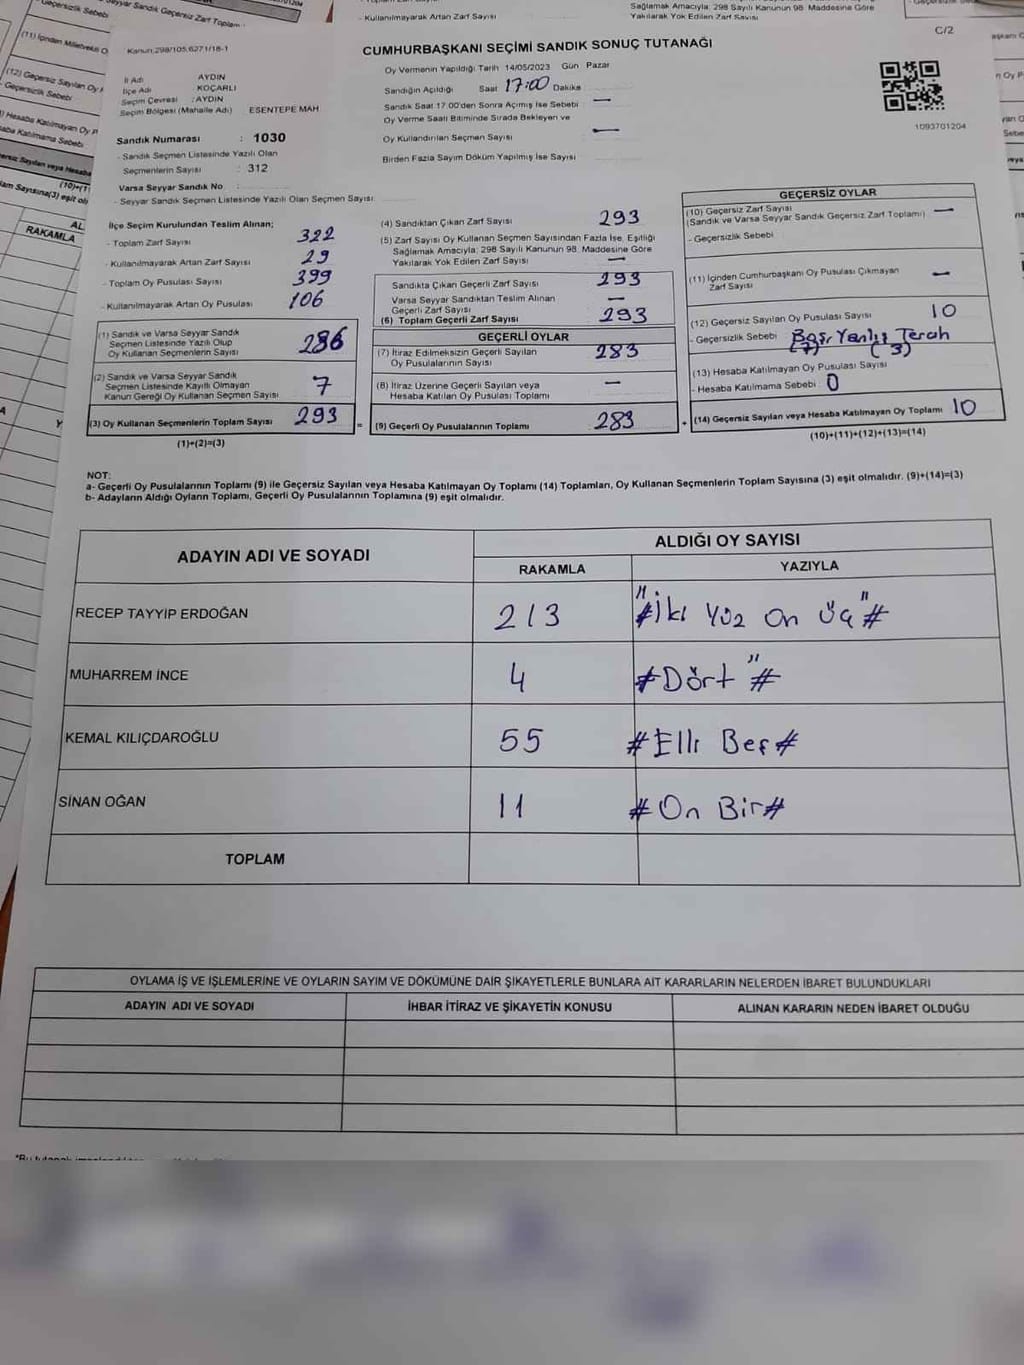 Kanun:298/105,6271/18-1
C/2
CUMHURBAŞKANI SEÇİMİ SANDIK SONUÇ TUTANAĞI
İl Adı AYDIN
İlçe Adı KOÇARLI
Seçim Çevresi : AYDIN
Seçim Bölgesi (Mahalle Adı) ESENTEPE MAH
Sandık Numarası : 1030
- Sandık Seçmen Listesinde Yazılı Olan
Seçmenlerin Sayısı : 312
Varsa Seyyar Sandık No
- Seyyar Sandık Seçmen Listesinde Yazılı Olan Seçmen Sayısı
Oy Vermenin Yapıldığı Tarih 14/05/2023 Gün Pazar
Sandığın Açıldığı Saat 17:00 Dakika
Sandık Saat 17.00'den Sonra Açımış İse Sebebi —
Oy Verme Saati Bitiminde Sırada Bekleyen ve
Oy Kullandırılan Seçmen Sayısı —
Birden Fazla Sayım Döküm Yapılmış İse Sayısı
1093701204
İlçe Seçim Kurulundan Teslim Alınan;
- Toplam Zarf Sayısı 322
- Kullanılmayarak Artan Zarf Sayısı 29
- Toplam Oy Pusulası Sayısı 399
- Kullanılmayarak Artan Oy Pusulası 106
(1) Sandık ve Varsa Seyyar Sandık
Seçmen Listesinde Yazılı Olup
Oy Kullanan Seçmenlerin Sayısı 286
(2) Sandık ve Varsa Seyyar Sandık
Seçmen Listesinde Kayıtlı Olmayan
Kanun Gereği Oy Kullanan Seçmen Sayısı 7
(3) Oy Kullanan Seçmenlerin Toplam Sayısı 293
(1)+(2)=(3)
(4) Sandıktan Çıkan Zarf Sayısı 293
(5) Zarf Sayısı Oy Kullanan Seçmen Sayısından Fazla İse, Eşitliği
Sağlamak Amacıyla; 298 Sayılı Kanunun 98. Maddesine Göre
Yakılarak Yok Edilen Zarf Sayısı —
Sandıkta Çıkan Geçerli Zarf Sayısı 293
Varsa Seyyar Sandıktan Teslim Alınan
Geçerli Zarf Sayısı —
(6) Toplam Geçerli Zarf Sayısı 293
GEÇERLİ OYLAR
(7) İtiraz Edilmeksizin Geçerli Sayılan
Oy Pusulasının Sayısı 283
(8) İtiraz Üzerine Geçerli Sayılan veya
Hesaba Katılan Oy Pusulası Toplamı —
= (9) Geçerli Oy Pusulalarının Toplamı 283
GEÇERSİZ OYLAR
(10) Geçersiz Zarf Sayısı
(Sandık ve Varsa Seyyar Sandık Geçersiz Zarf Toplamı) —
- Geçersizlik Sebebi
(11) İçinden Cumhurbaşkanı Oy Pusulası Çıkmayan
Zarf Sayısı —
(12) Geçersiz Sayılan Oy Pusulası Sayısı 10
- Geçersizlik Sebebi Yanlış Tercah
(7) (3)
(13) Hesaba Katılmayan Oy Pusulası Sayısı
- Hesaba Katılmama Sebebi : 0
+ (14) Geçersiz Sayılan veya Hesaba Katılmayan Oy Toplamı 10
(10)+(11)+(12)+(13)=(14)
NOT:
a- Geçerli Oy Pusulalarının Toplamı (9) ile Geçersiz Sayılan veya Hesaba Katılmayan Oy Toplamı (14) Toplamları, Oy Kullanan Seçmenlerin Toplam Sayısına (3) eşit olmalıdır. (9)+(14)=(3)
b- Adayların Aldığı Oyların Toplamı, Geçerli Oy Pusulalarının Toplamına (9) eşit olmalıdır.
ADAYIN ADI VE SOYADI ALDIĞI OY SAYISI
RAKAMLA YAZIYLA
RECEP TAYYİP ERDOĞAN 213 "#İki Yüz On Üç"#
MUHARREM İNCE 4 #Dört"#
KEMAL KILIÇDAROĞLU 55 #Elli Beş#
SİNAN OĞAN 11 #On Bir#
TOPLAM
OYLAMA İŞ VE İŞLEMLERİNE VE OYLARIN SAYIM VE DÖKÜMÜNE DAİR ŞİKAYETLERLE BUNLARA AİT KARARLARIN NELERDEN İBARET BULUNDUKLARI
ADAYIN ADI VE SOYADI İHBAR İTİRAZ VE ŞİKAYETİN KONUSU ALINAN KARARIN NEDEN İBARET OLDUĞU